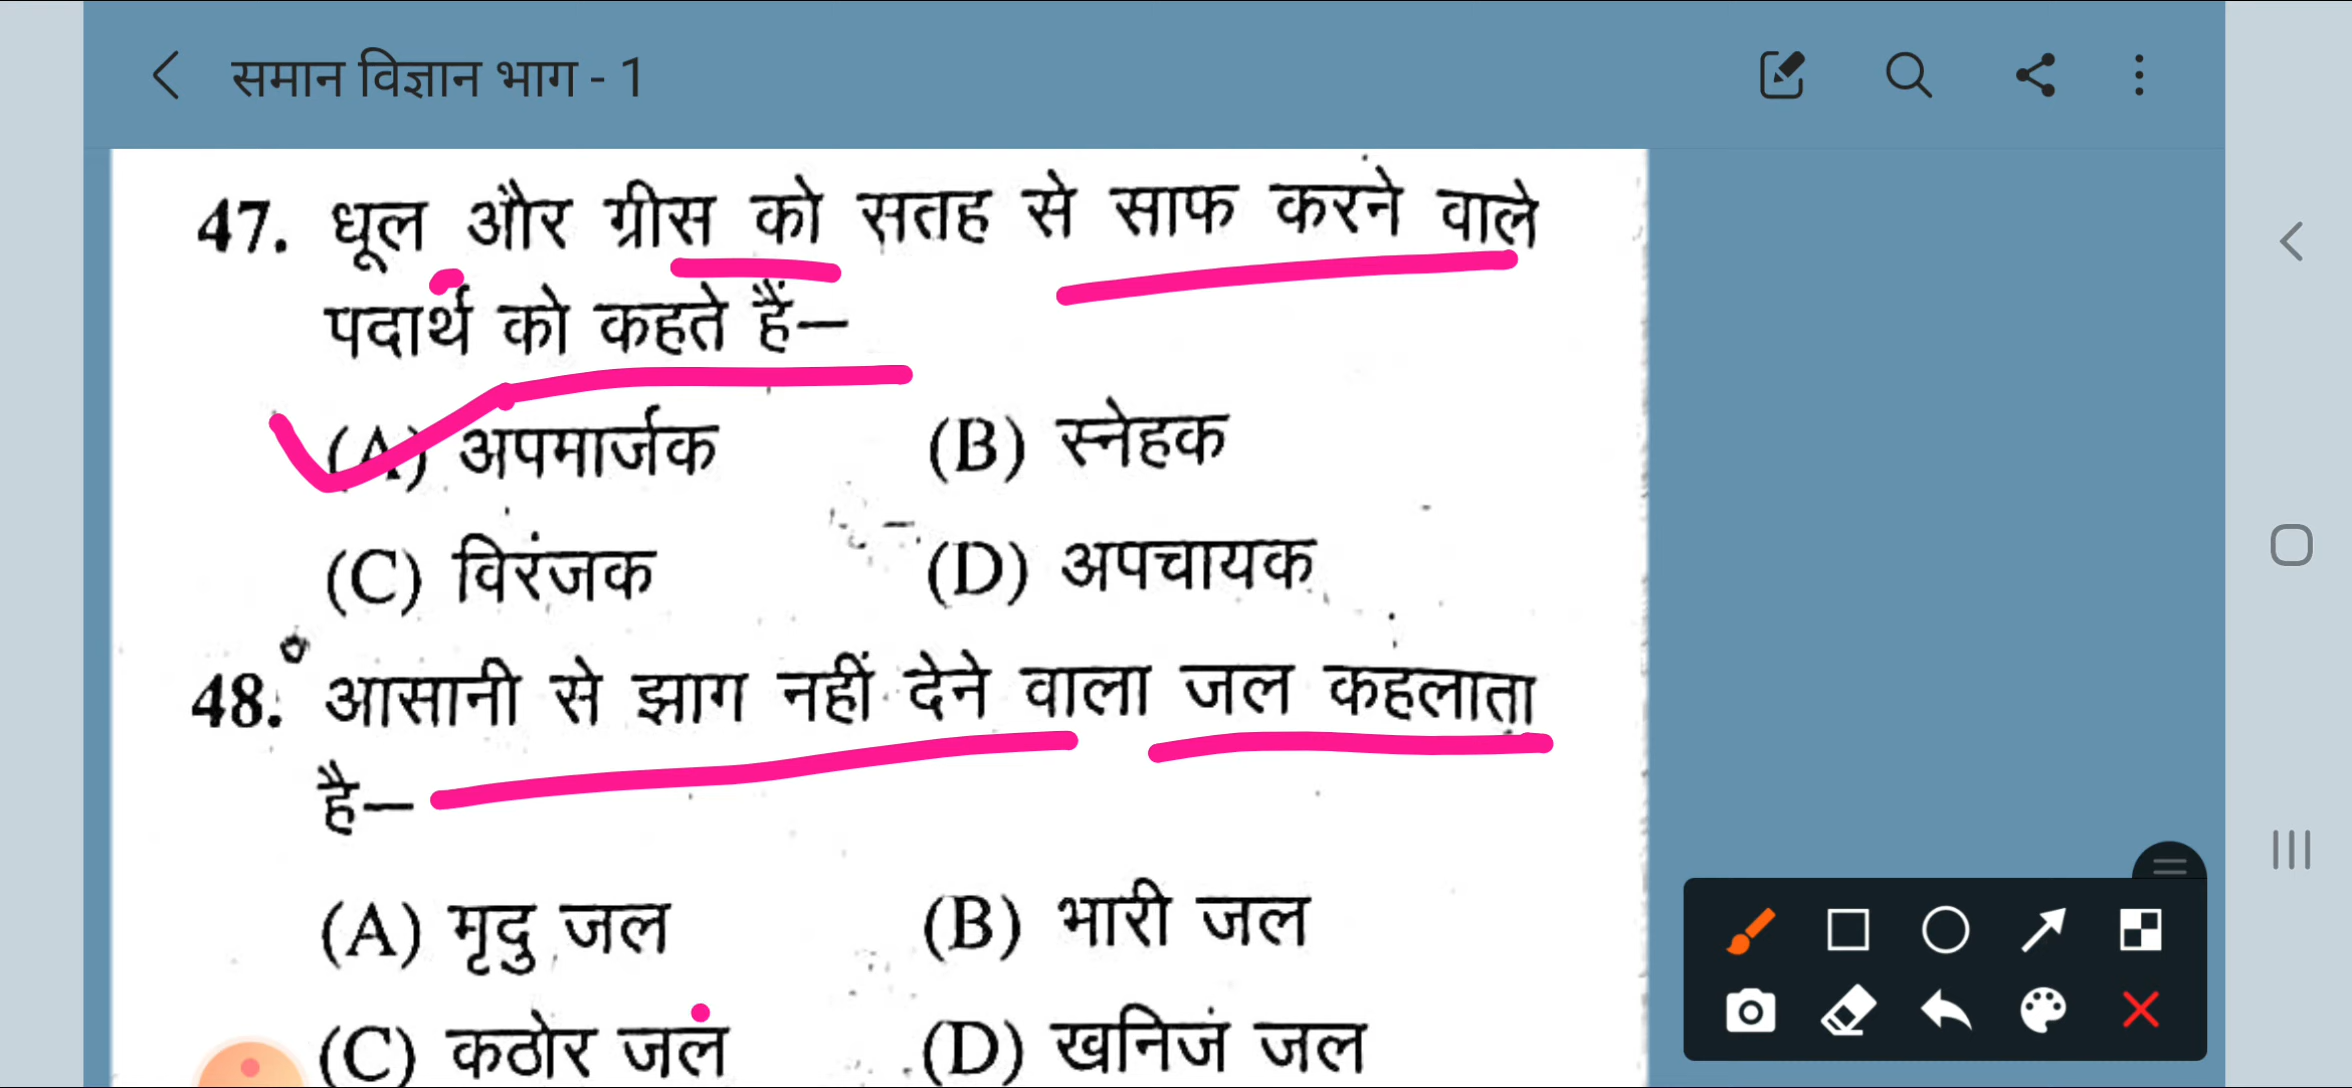 समान विज्ञान भाग - 1
47. धूल और ग्रीस को सतह से साफ करने वाले
पदार्थ को कहते हैं—
(A) अपमार्जक (B) स्नेहक
(C) विरंजक (D) अपचायक
48. आसानी से झाग नहीं देने वाला जल कहलाता
है—
(A) मृदु जल (B) भारी जल
(C) कठोर जल (D) खनिज जल